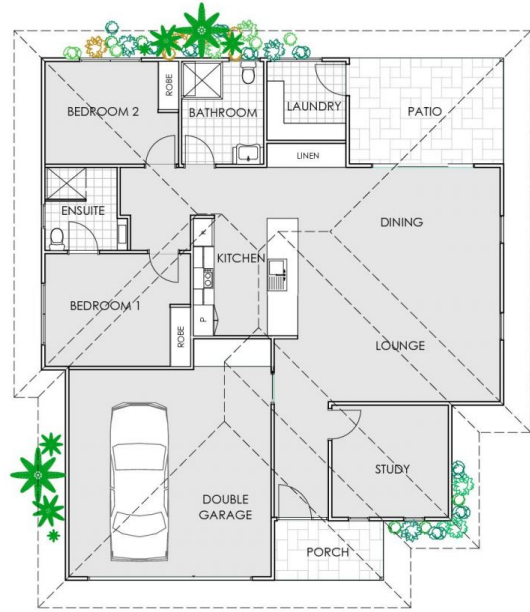 BEDROOM 2
ROBE
BATHROOM
LAUNDRY
PATIO
LINEN
ENSUITE
DINING
KITCHEN
BEDROOM 1
P
ROBE
LOUNGE
STUDY
DOUBLE
GARAGE
PORCH